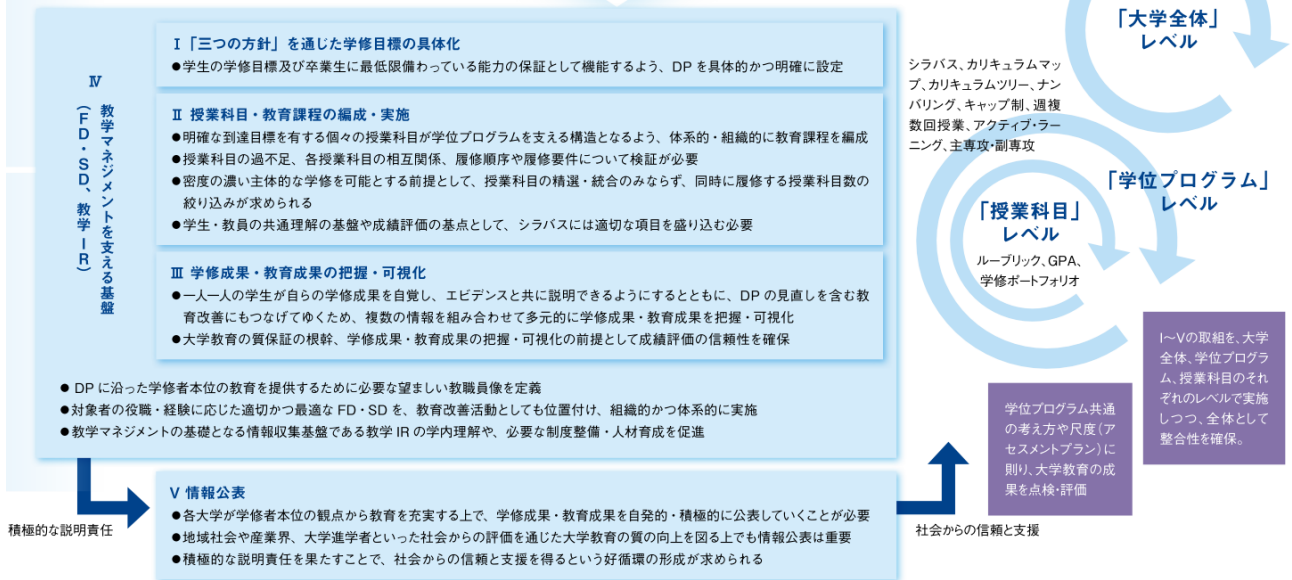 Ⅰ「三つの方針」を通じた学修目標の具体化
●学生の学修目標及び卒業生に最低限備わっている能力の保証として機能するよう、DPを具体的かつ明確に設定
Ⅳ
教学マネジメントを支える基盤
（FD・SD、教学IR）
Ⅱ 授業科目・教育課程の編成・実施
●明確な到達目標を有する個々の授業科目が学位プログラムを支える構造となるよう、体系的・組織的に教育課程を編成
●授業科目の過不足、各授業科目の相互関係、履修順序や履修要件について検証が必要
●密度の濃い主体的な学修を可能とする前提として、授業科目の精選・統合のみならず、同時に履修する授業科目数の
絞り込みが求められる
●学生・教員の共通理解の基盤や成績評価の基点として、シラバスには適切な項目を盛り込む必要
Ⅲ 学修成果・教育成果の把握・可視化
●一人一人の学生が自らの学修成果を自覚し、エビデンスと共に説明できるようにするとともに、DPの見直しを含む教
育改善にもつなげてゆくため、複数の情報を組み合わせて多元的に学修成果・教育成果を把握・可視化
●大学教育の質保証の根幹、学修成果・教育成果の把握・可視化の前提として成績評価の信頼性を確保
●DPに沿った学修者本位の教育を提供するために必要な望ましい教職員像を定義
●対象者の役職・経験に応じた適切かつ最適なFD・SDを、教育改善活動としても位置付け、組織的かつ体系的に実施
●教学マネジメントの基礎となる情報収集基盤である教学IRの学内理解や、必要な制度整備・人材育成を促進
積極的な説明責任
Ⅴ 情報公表
●各大学が学修者本位の観点から教育を充実する上で、学修成果・教育成果を自発的・積極的に公表していくことが必要
●地域社会や産業界、大学進学者といった社会からの評価を通じた大学教育の質の向上を図る上でも情報公表は重要
●積極的な説明責任を果たすことで、社会からの信頼と支援を得るという好循環の形成が求められる
社会からの信頼と支援
「大学全体」
レベル
シラバス、カリキュラムマッ
プ、カリキュラムツリー、ナン
バリング、キャップ制、週複
数回授業、アクティブ・ラー
ニング、主専攻・副専攻
「学位プログラム」
レベル
「授業科目」
レベル
ルーブリック、GPA、
学修ポートフォリオ
学位プログラム共通
の考え方や尺度（ア
セスメントプラン）に
則り、大学教育の成
果を点検・評価
I〜Vの取組を、大学
全体、学位プログラ
ム、授業科目のそれ
ぞれのレベルで実施
しつつ、全体として
整合性を確保。